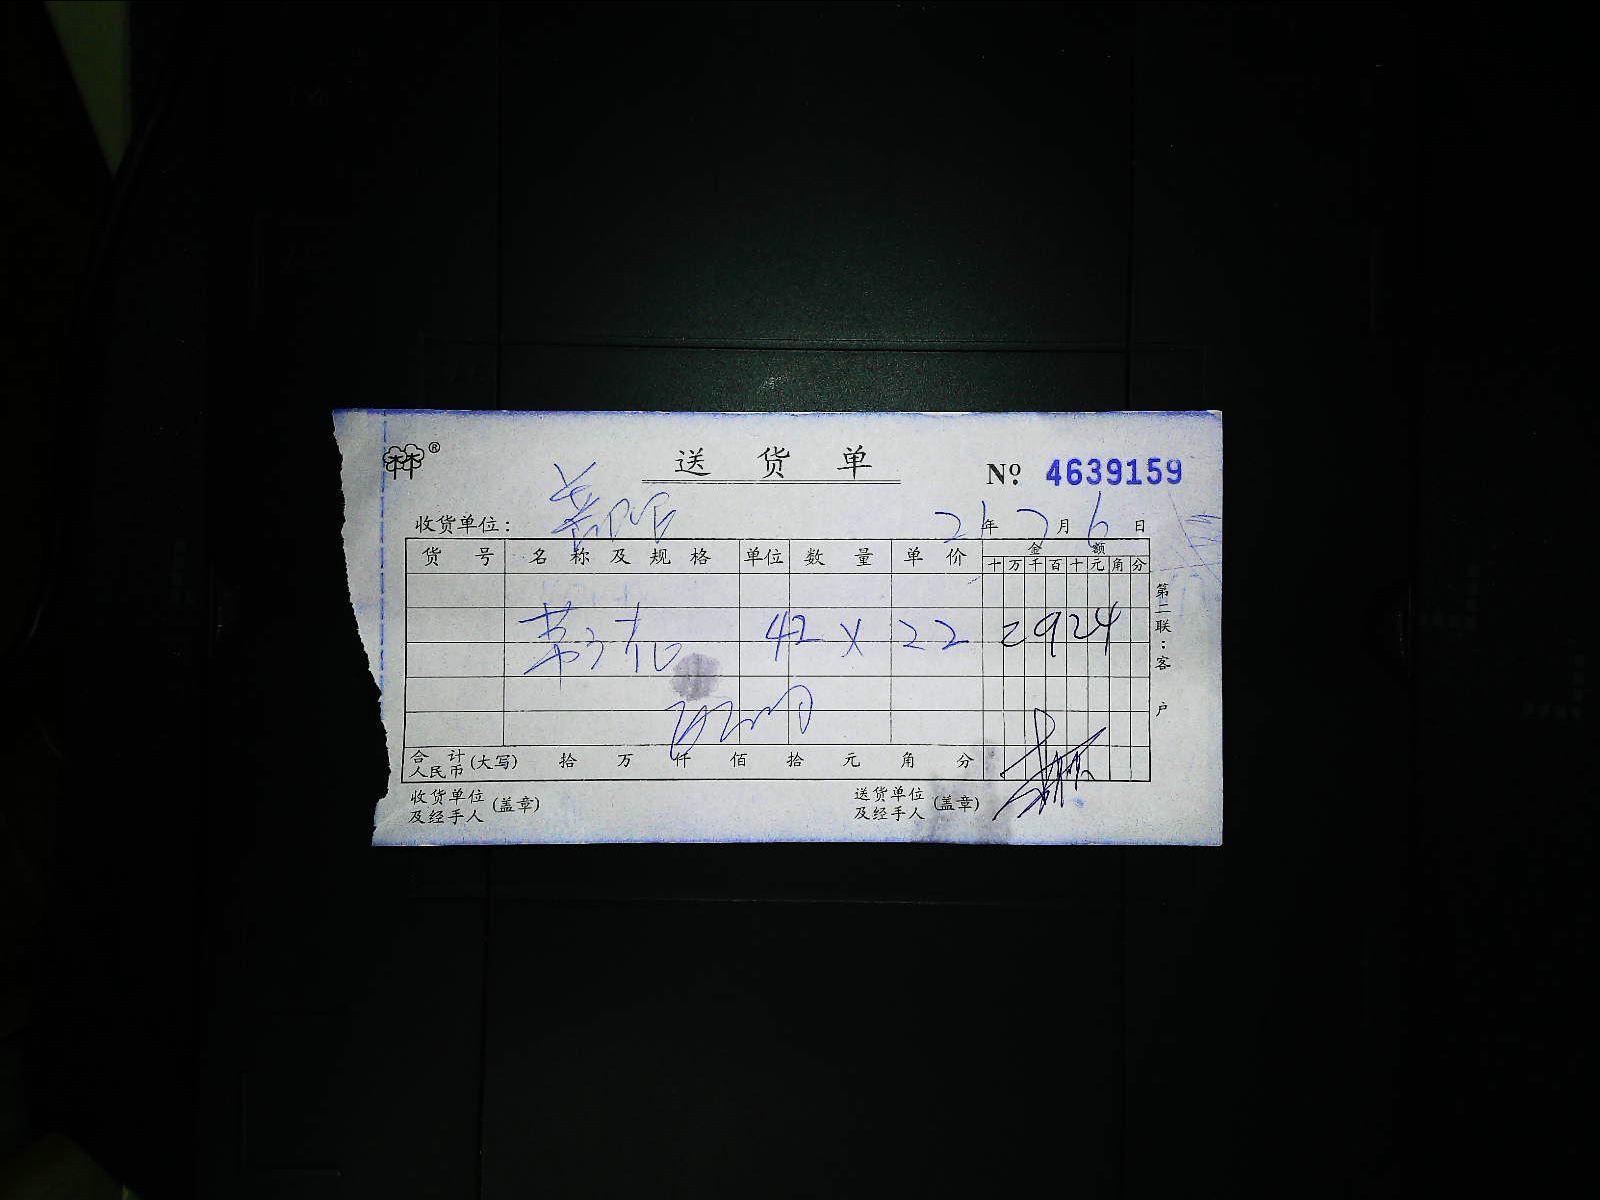 ®
送 货 单
Nº 4639159
收货单位：
21 年 7 月 6 日
货 号 名 称 及 规 格 单位 数 量 单 价 金 额
十 万 千 百 十 元 角 分
42 X 22 = 924
合 计 人民币 (大写) 拾 万 仟 佰 拾 元 角 分
收货单位 及经手人 (盖章) 送货单位 及经手人 (盖章)
第二联：客 户